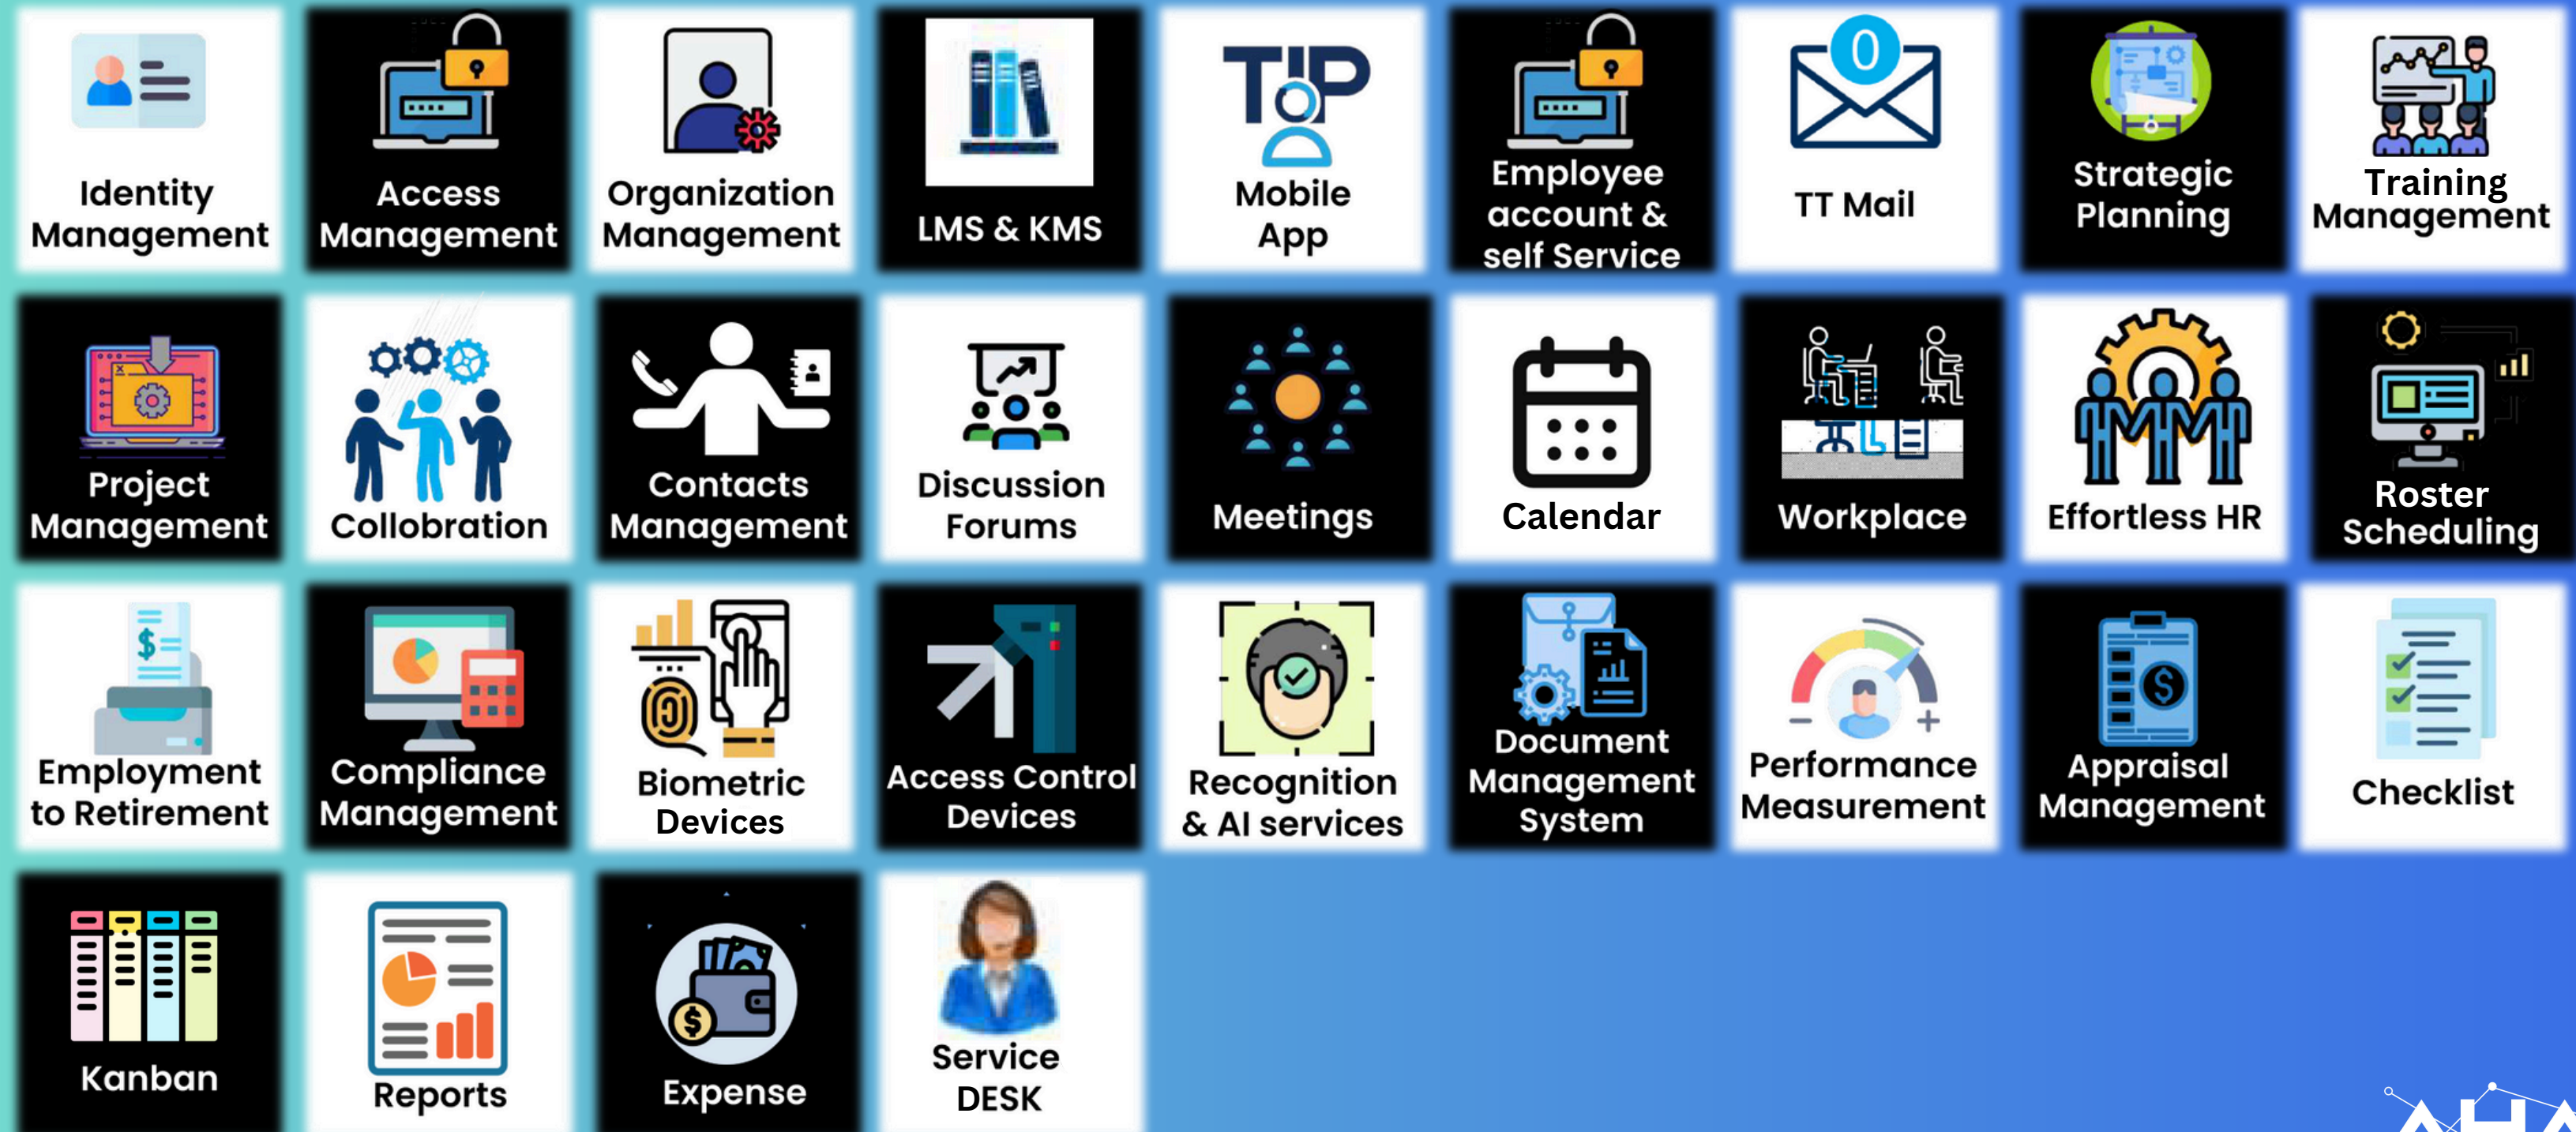 Identity
Management
Access
Management
Organization
Management
LMS & KMS
TIP
Mobile
App
Employee
account &
self Service
0
TT Mail
Strategic
Planning
Training
Management
Project
Management
Collobration
Contacts
Management
Discussion
Forums
Meetings
Calendar
Workplace
Effortless HR
Roster
Scheduling
Employment
to Retirement
Compliance
Management
Biometric
Devices
Access Control
Devices
Recognition
& AI services
Document
Management
System
Performance
Measurement
Appraisal
Management
Checklist
Kanban
Reports
Expense
Service
DESK